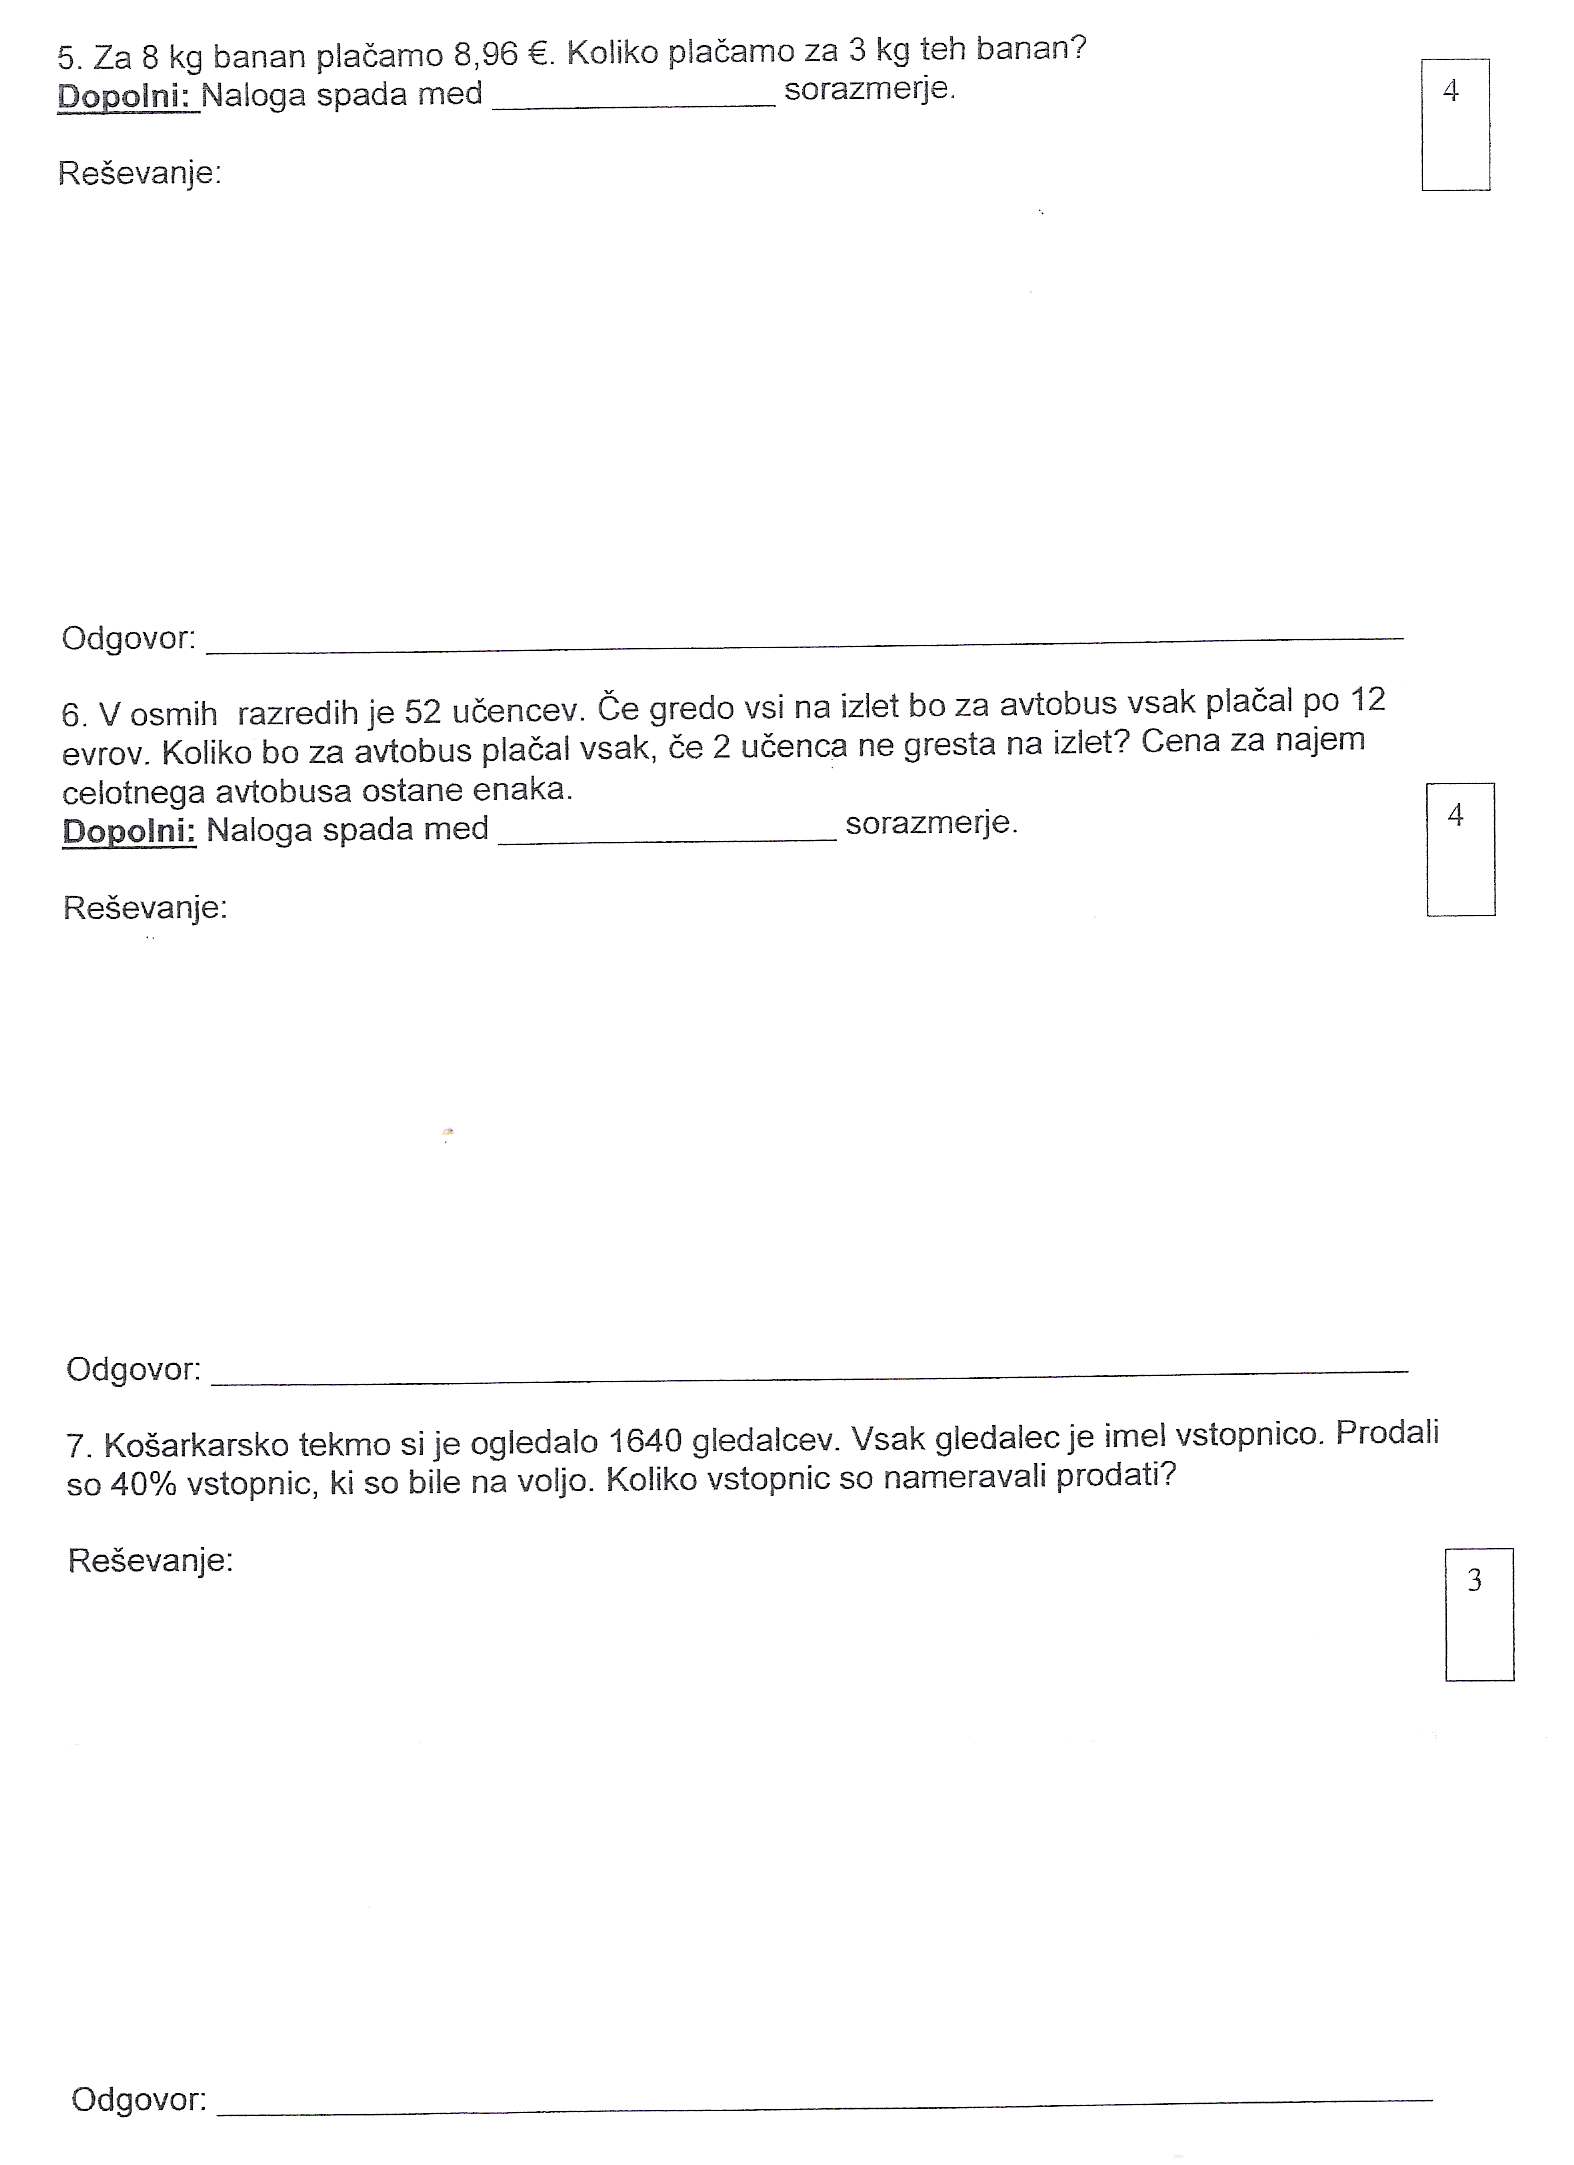 5. Za 8 kg banan plačamo 8,96 €. Koliko plačamo za 3 kg teh banan?
Dopolni: Naloga spada med ________________ sorazmerje.
4
Reševanje:
Odgovor: ________________
6. V osmih razredih je 52 učencev. Če gredo vsi na izlet bo za avtobus vsak plačal po 12
evrov. Koliko bo za avtobus plačal vsak, če 2 učenca ne gresta na izlet? Cena za najem
celotnega avtobusa ostane enaka.
Dopolni: Naloga spada med ________________ sorazmerje.
4
Reševanje:
Odgovor: ________________
7. Košarkarsko tekmo si je ogledalo 1640 gledalcev. Vsak gledalec je imel vstopnico. Prodali
so 40% vstopnic, ki so bile na voljo. Koliko vstopnic so nameravali prodati?
Reševanje:
3
Odgovor: ________________